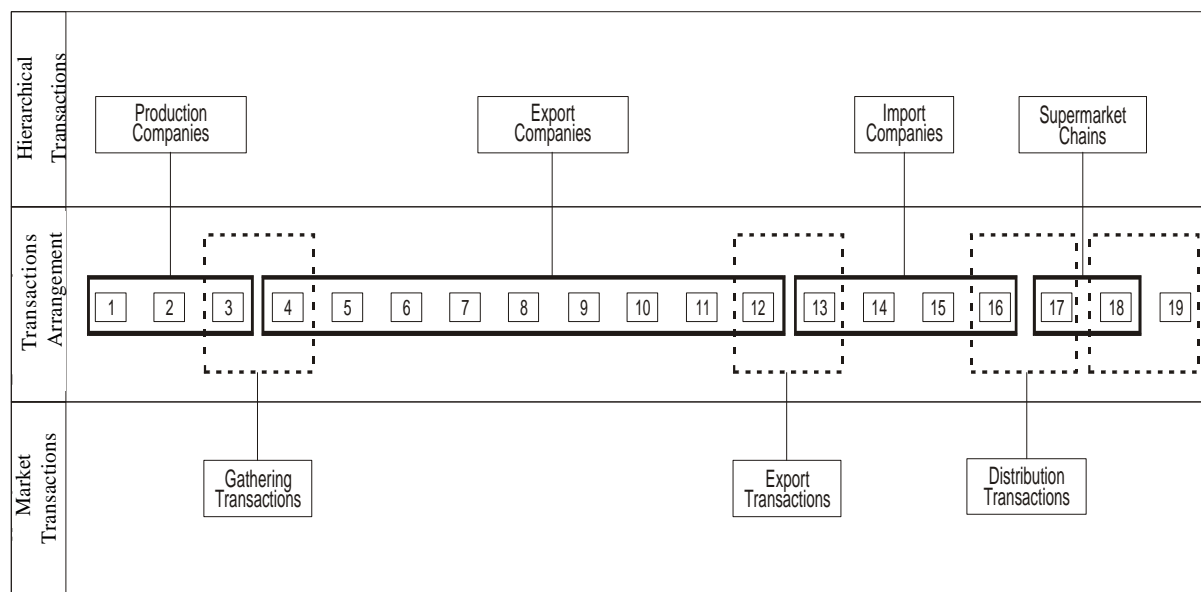 Hierarchical
Transactions
Production
Companies
Export
Companies
Import
Companies
Supermarket
Chains
Transactions
Arrangement
1 2 3 4 5 6 7 8 9 10 11 12 13 14 15 16 17 18 19
Market
Transactions
Gathering
Transactions
Export
Transactions
Distribution
Transactions